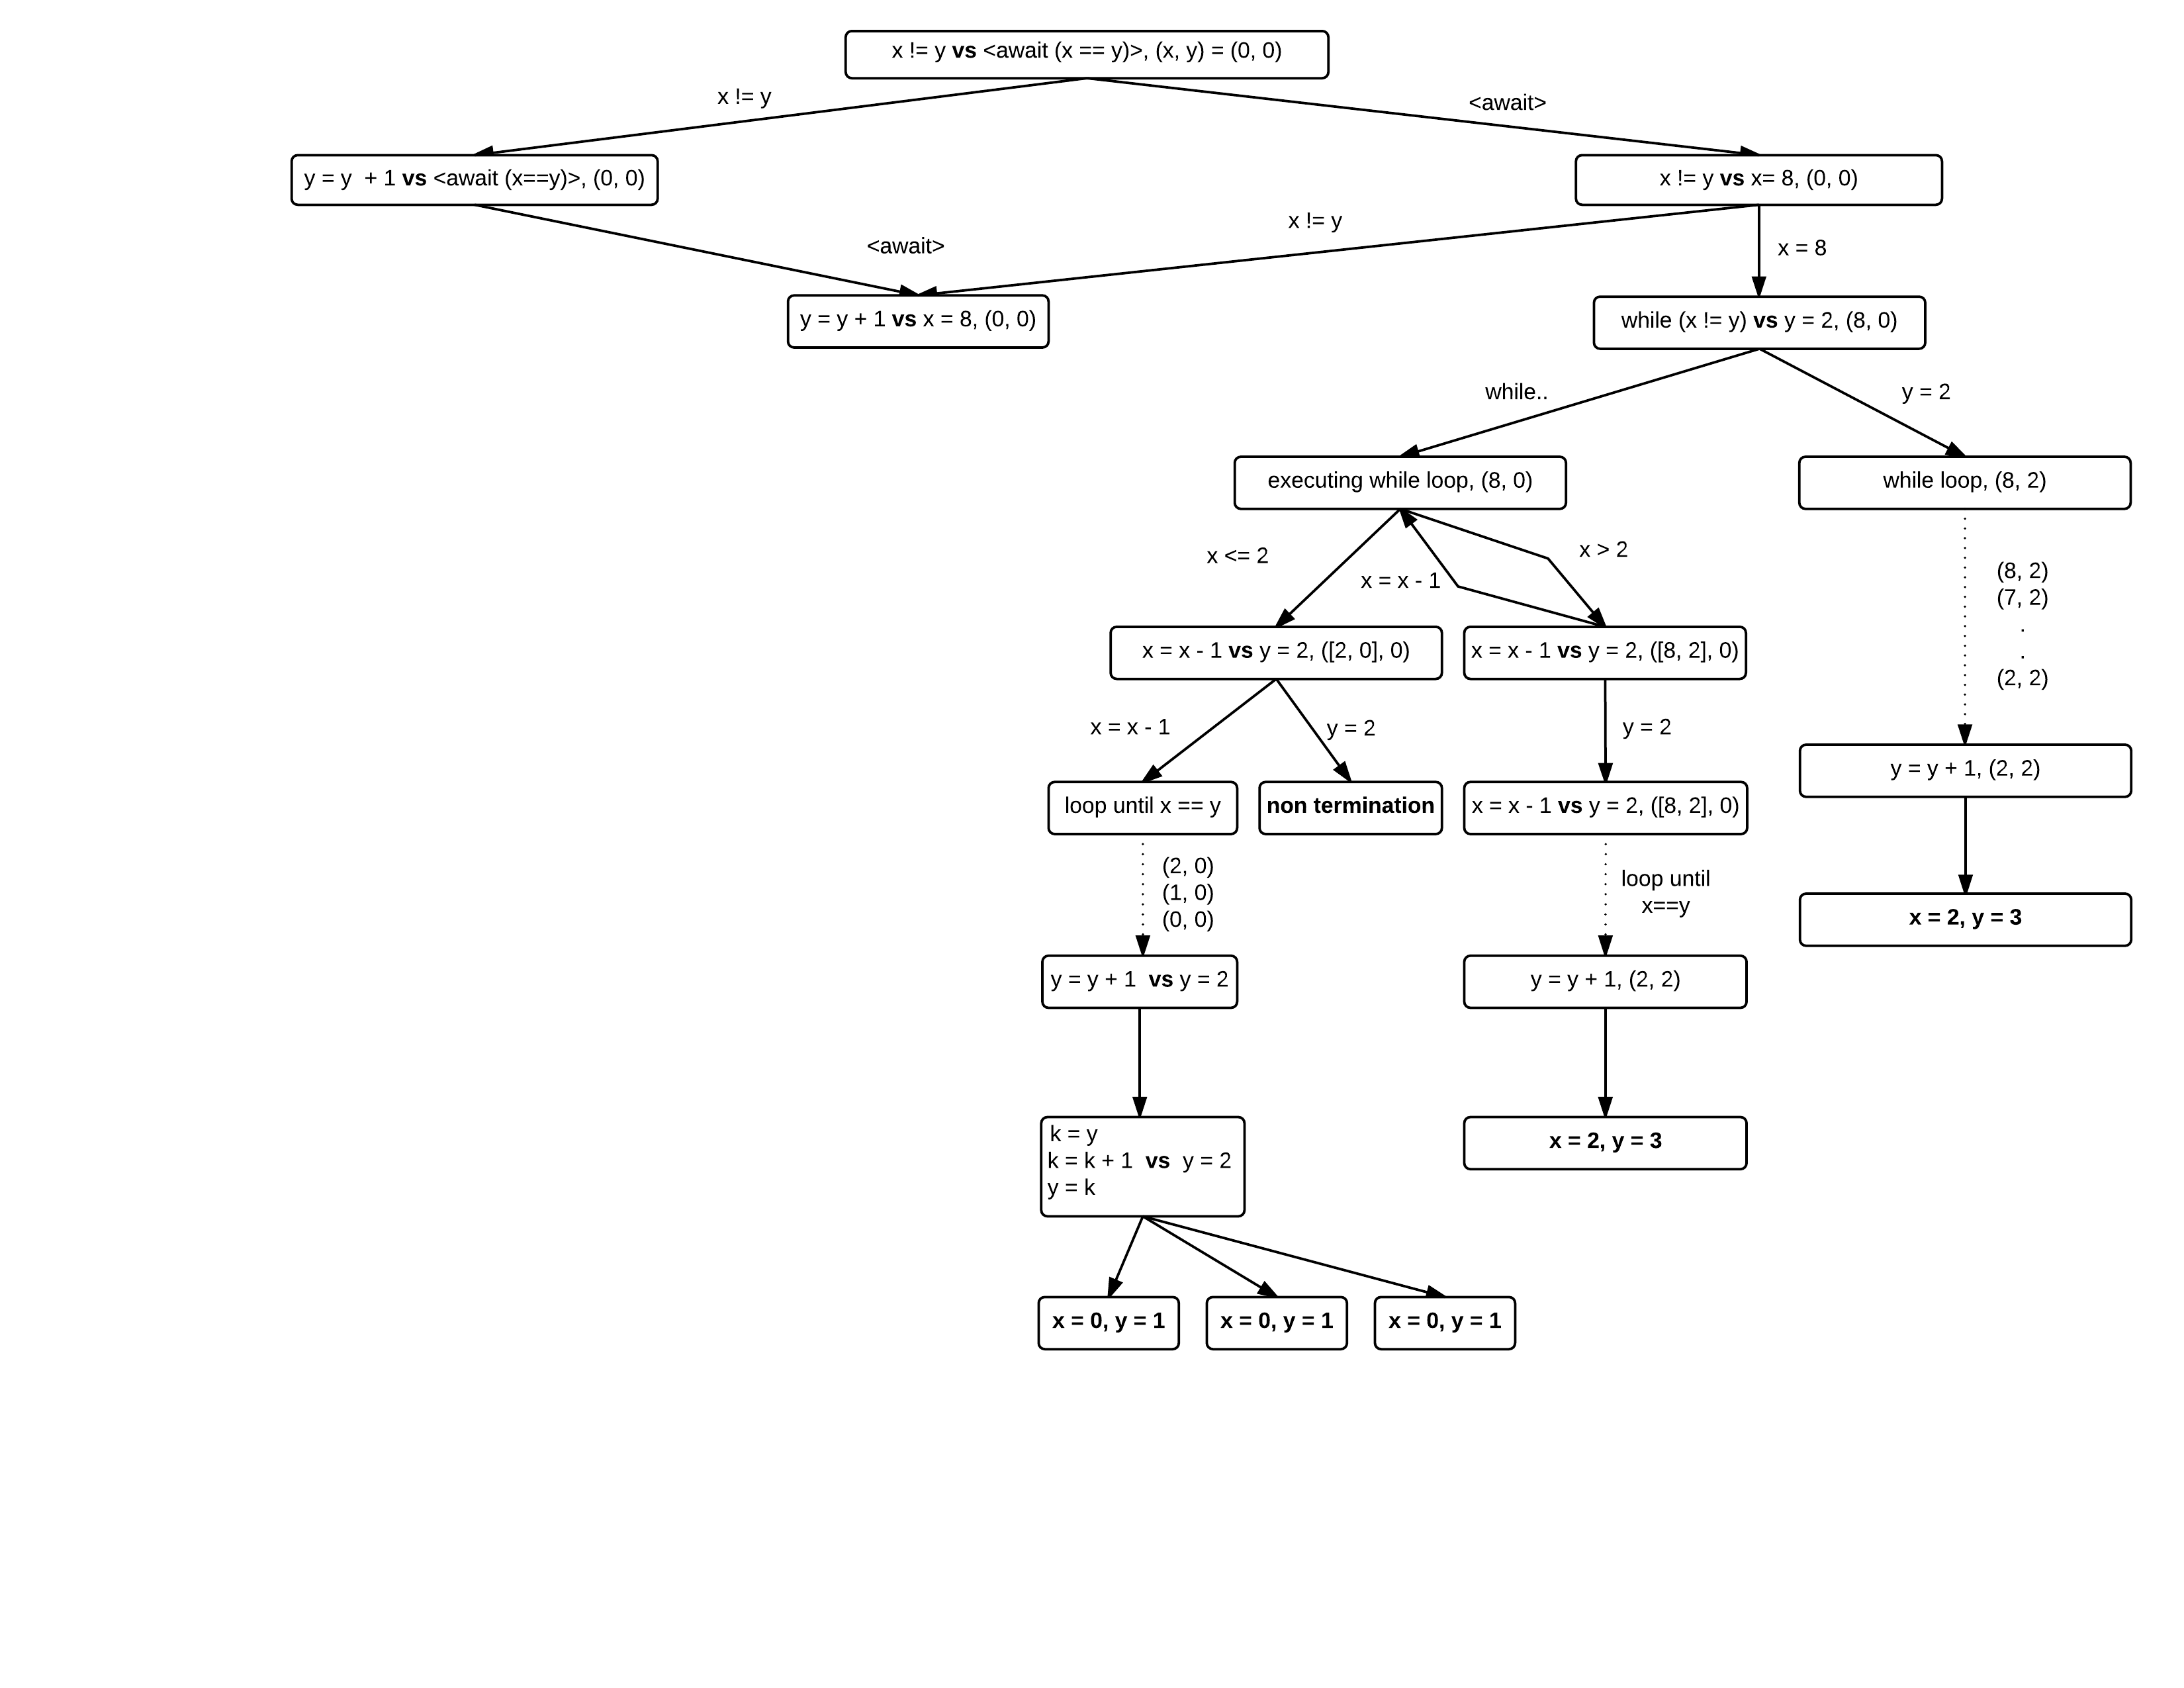 x != y vs <await (x == y)>, (x, y) = (0, 0)
x != y
<await>
y = y  + 1 vs <await (x==y)>, (0, 0)
x != y vs x= 8, (0, 0)
<await>
x != y
x = 8
y = y + 1 vs x = 8, (0, 0)
while (x != y) vs y = 2, (8, 0)
while..
y = 2
executing while loop, (8, 0)
while loop, (8, 2)
x <= 2
x = x - 1
x > 2
(8, 2)
(7, 2)
.
.
(2, 2)
x = x - 1 vs y = 2, ([2, 0], 0)
x = x - 1 vs y = 2, ([8, 2], 0)
x = x - 1
y = 2
y = 2
y = y + 1, (2, 2)
loop until x == y
non termination
x = x - 1 vs y = 2, ([8, 2], 0)
(2, 0)
(1, 0)
(0, 0)
loop until
x==y
x = 2, y = 3
y = y + 1  vs y = 2
y = y + 1, (2, 2)
k = y
k = k + 1  vs  y = 2
y = k
x = 2, y = 3
x = 0, y = 1
x = 0, y = 1
x = 0, y = 1